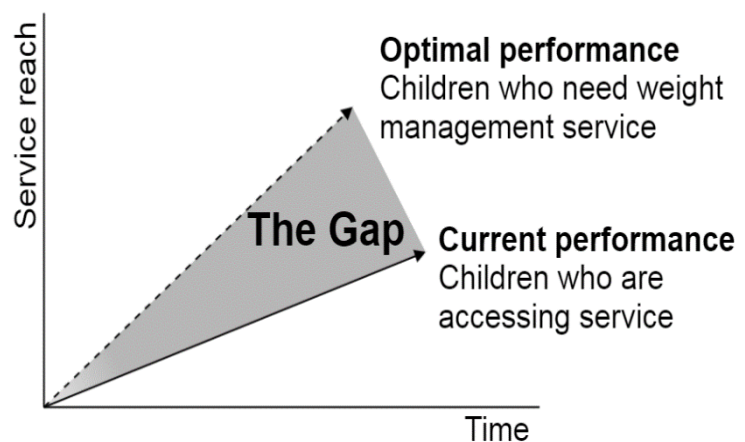 Service reach
Optimal performance
Children who need weight
management service
The Gap
Current performance
Children who are
accessing service
Time